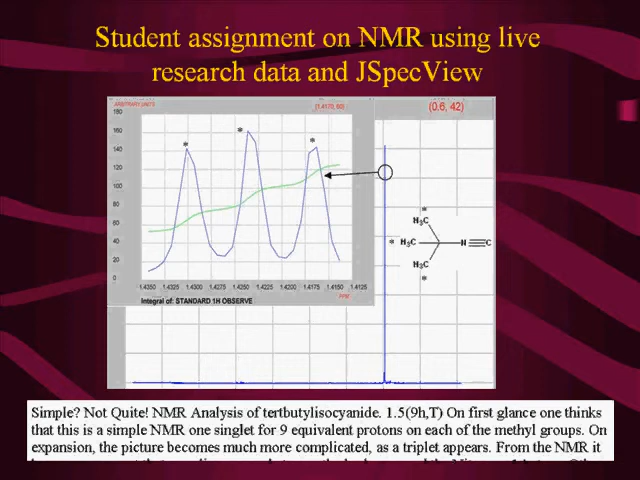 Student assignment on NMR using live
research data and JSpecView
ARBITRARY UNITS
(1.4170, 60)
(0.6, 42)
180
160
140
120
100
80
60
40
20
0
* * *
1.4350 1.4325 1.4300 1.4275 1.4250 1.4225 1.4200 1.4175 1.4150 1.4125
Integral of: STANDARD 1H OBSERVE
PPM
*
H₃C
* H₃C N C
H₃C
*
Simple? Not Quite! NMR Analysis of tertbutylisocyanide. 1.5(9h,T) On first glance one thinks
that this is a simple NMR one singlet for 9 equivalent protons on each of the methyl groups. On
expansion, the picture becomes much more complicated, as a triplet appears. From the NMR it